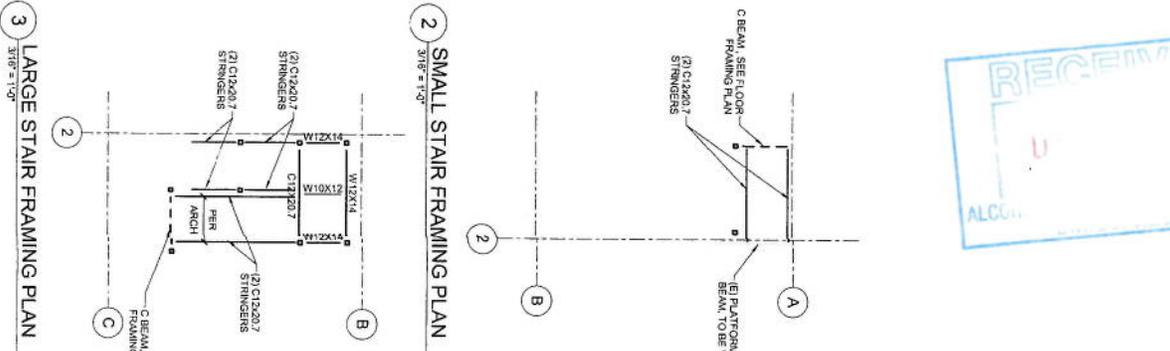 RECEIV
ALCO
C BEAM, SEE FLOOR
FRAMING PLAN
(2) C12x20.7
STRINGERS
A
B
2
(E) PLATFORM
BEAM, TO BE
2
SMALL STAIR FRAMING PLAN
3/16" = 1'-0"
(2) C12x20.7
STRINGERS
(2) C12x20.7
STRINGERS
W12X14
W12X14
W10X12
C12X20.7
W12X14
PER
ARCH
(2) C12x20.7
STRINGERS
C BEAM,
FRAMING
2
B
C
3
LARGE STAIR FRAMING PLAN
3/16" = 1'-0"